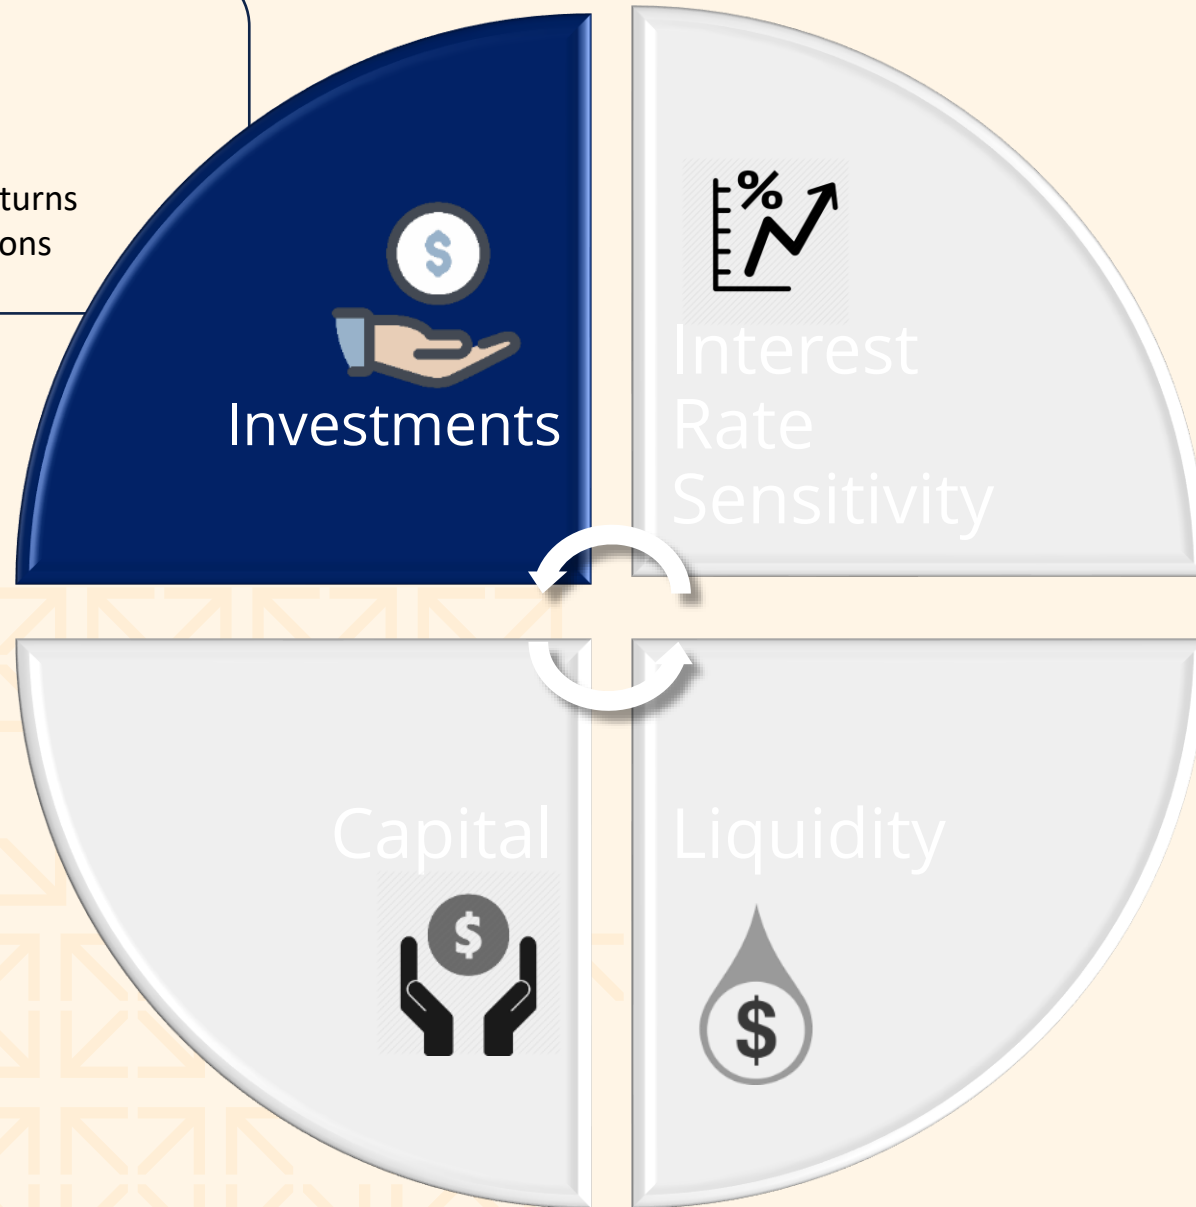 turns
ons
Investments
%
Interest
Rate
Sensitivity
Capital
Liquidity
$
$
$